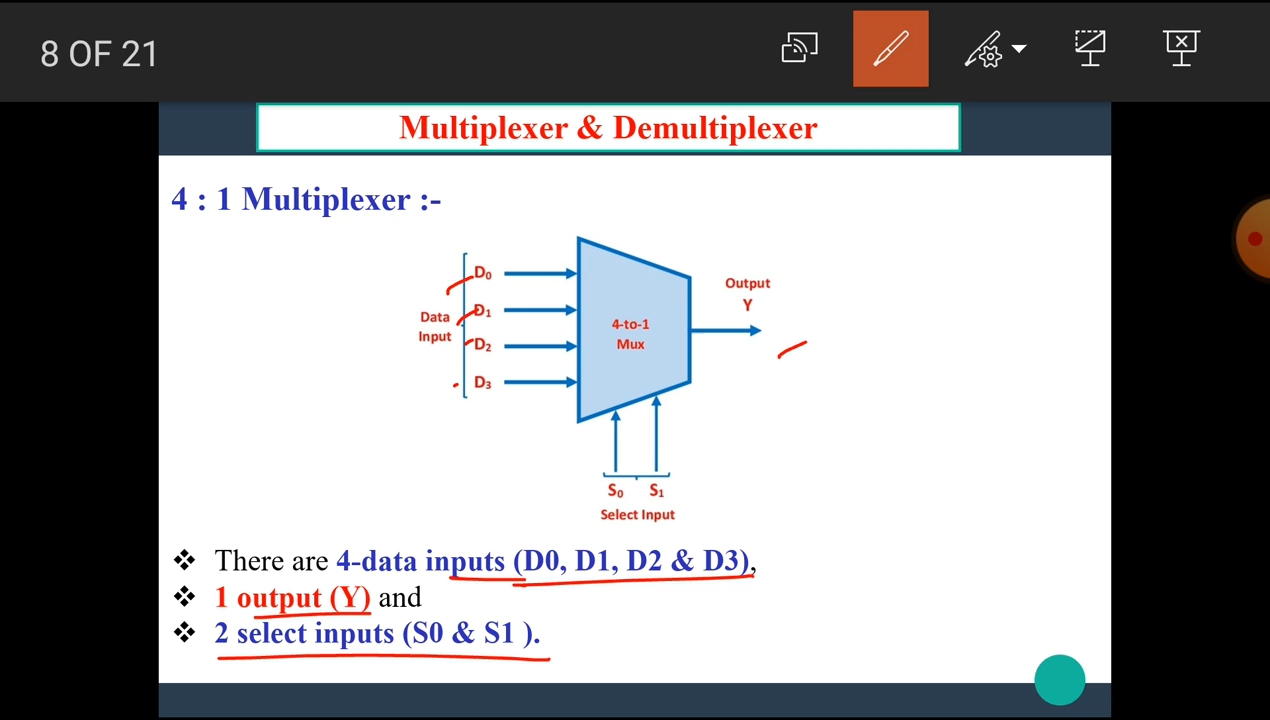 8 OF 21
Multiplexer & Demultiplexer
4 : 1 Multiplexer :-
D₀
D₁
D₂
D₃
Data
Input
4-to-1
Mux
Output
Y
S₀ S₁
Select Input
❖ There are 4-data inputs (D0, D1, D2 & D3),
❖ 1 output (Y) and
❖ 2 select inputs (S0 & S1 ).